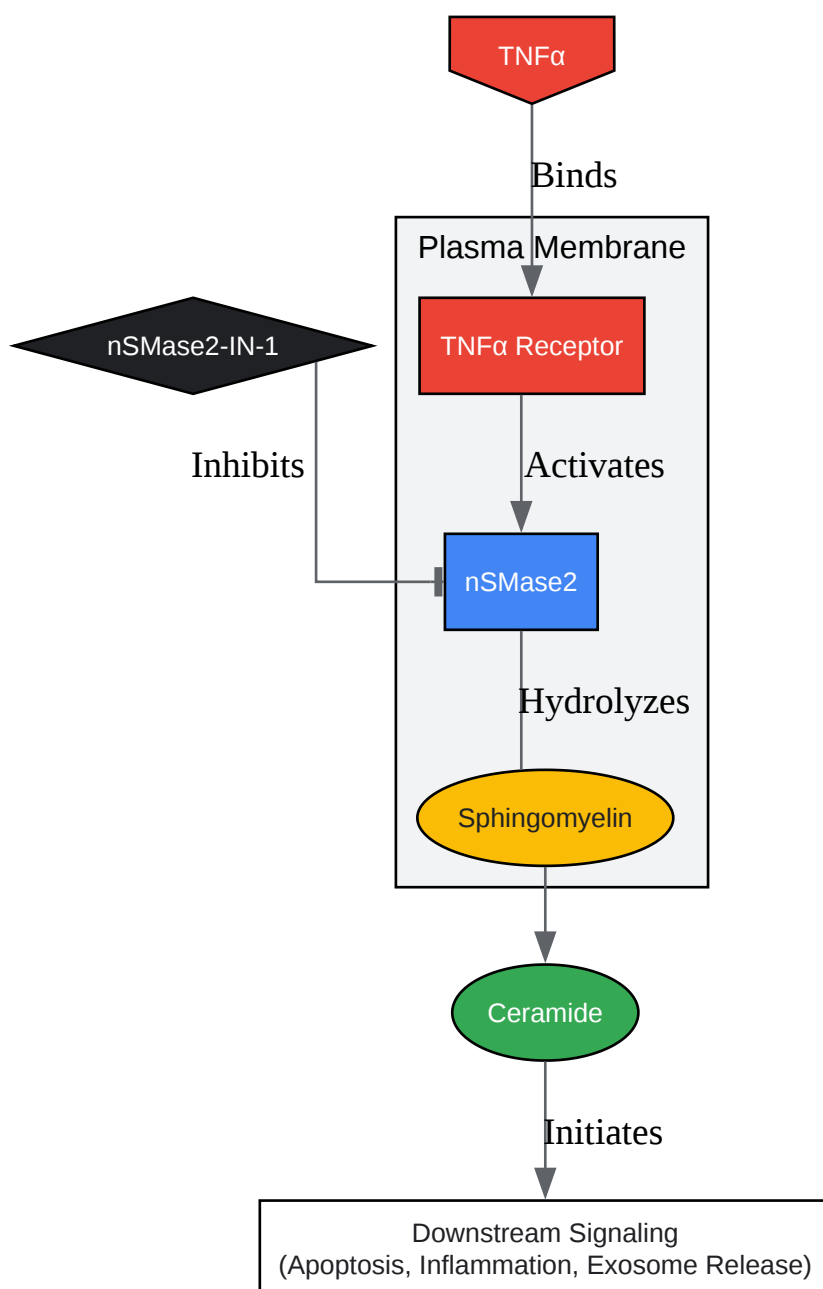 TNFα
Binds
Plasma Membrane
nSMase2-IN-1
TNFα Receptor
Inhibits
Activates
nSMase2
Hydrolyzes
Sphingomyelin
Ceramide
Initiates
Downstream Signaling
(Apoptosis, Inflammation, Exosome Release)